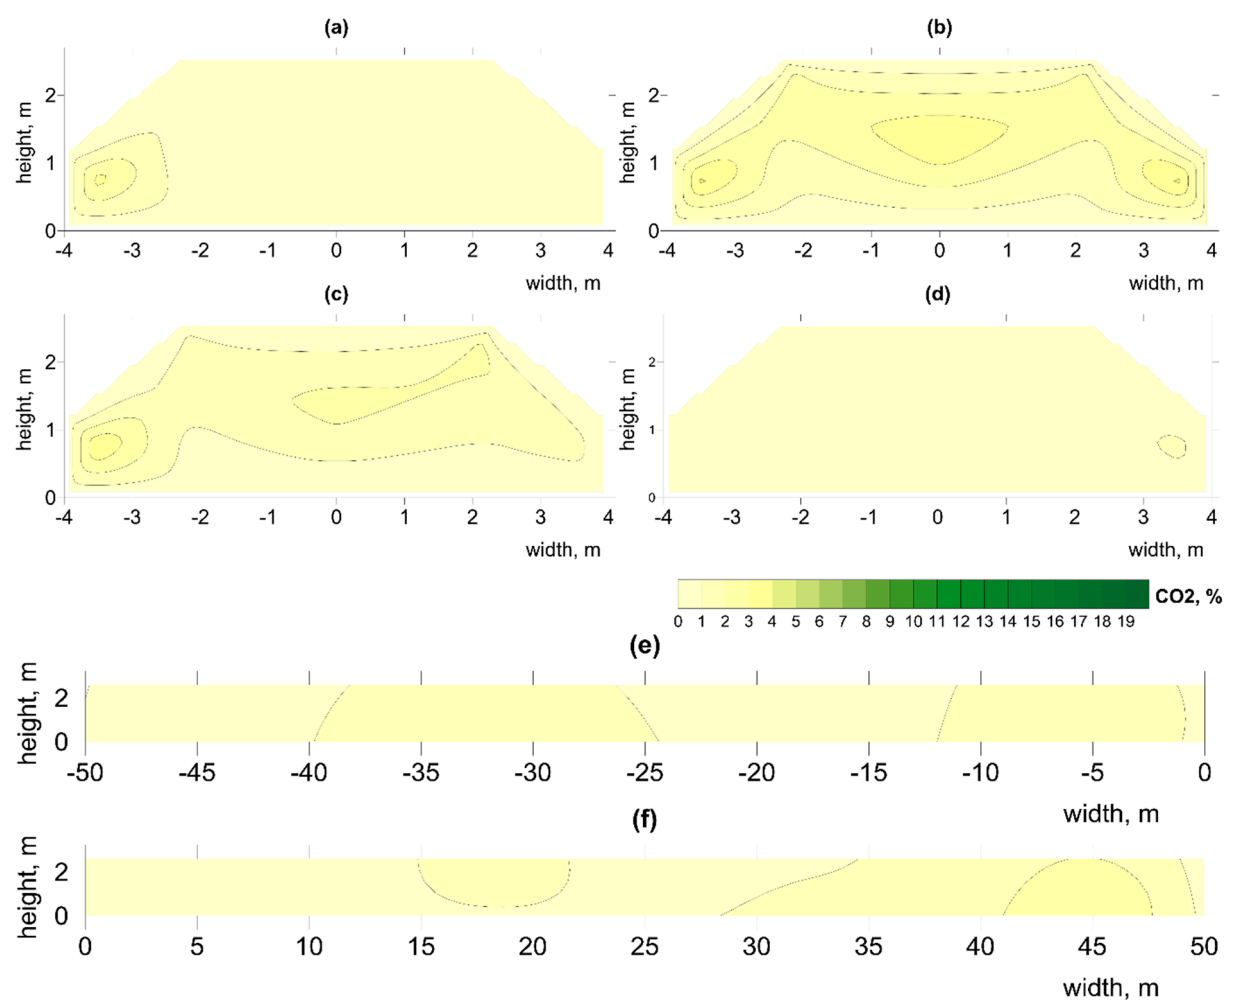 (a) (b)
height, m 2 1 0 height, m 2 1 0
-4 -3 -2 -1 0 1 2 3 4 -4 -3 -2 -1 0 1 2 3 4
width, m width, m
(c) (d)
height, m 2 1 0 height, m 2 1 0
-4 -3 -2 -1 0 1 2 3 4 -4 -3 -2 -1 0 1 2 3 4
width, m width, m
CO2, %
0 1 2 3 4 5 6 7 8 9 10 11 12 13 14 15 16 17 18 19
(e)
height, m 2 0
-50 -45 -40 -35 -30 -25 -20 -15 -10 -5 0
width, m
(f)
height, m 2 0
0 5 10 15 20 25 30 35 40 45 50
width, m